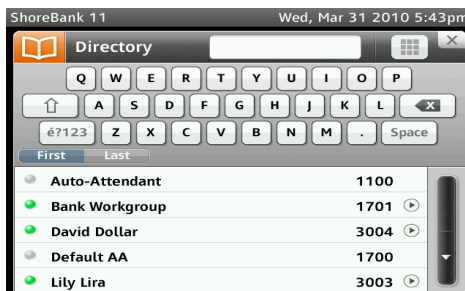 ShoreBank 11 Wed, Mar 31 2010 5:43pm
Directory
Q W E R T Y U I O P
A S D F G H J K L
é?123 Z X C V B N M . Space
First Last
Auto-Attendant 1100
Bank Workgroup 1701
David Dollar 3004
Default AA 1700
Lily Lira 3003